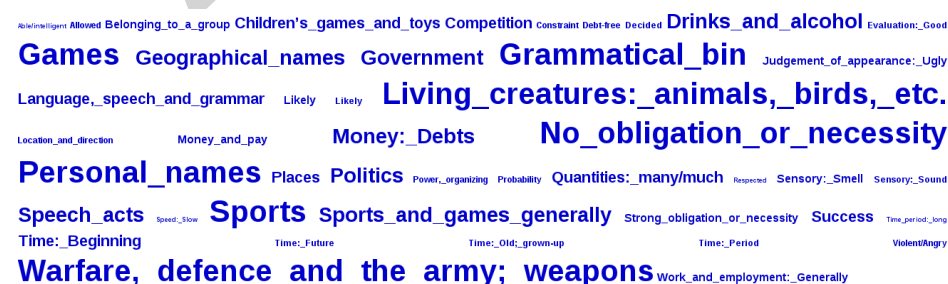 Able/intelligent Allowed Belonging_to_a_group Children's_games_and_toys Competition Constraint Debt-free Decided Drinks_and_alcohol Evaluation:_Good
Games Geographical_names Government Grammatical_bin Judgement_of_appearance:_Ugly
Language,_speech_and_grammar Likely Likely Living_creatures:_animals,_birds,_etc.
Location_and_direction Money_and_pay Money:_Debts No_obligation_or_necessity
Personal_names Places Politics Power,_organizing Probability Quantities:_many/much Respected Sensory:_Smell Sensory:_Sound
Speech_acts Speed:_Slow Sports Sports_and_games_generally Strong_obligation_or_necessity Success Time_period:_long
Time:_Beginning Time:_Future Time:_Old;_grown-up Time:_Period Violent/Angry
Warfare,_defence_and_the_army;_weapons Work_and_employment:_Generally